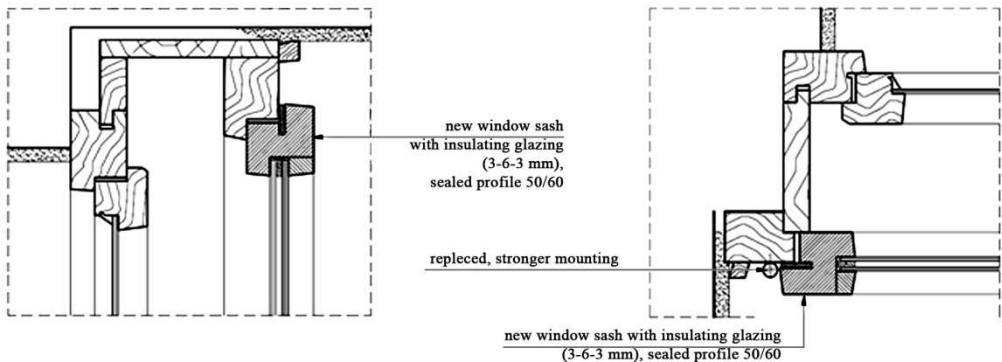 new window sash
with insulating glazing
(3-6-3 mm),
sealed profile 50/60
repleced, stronger mounting
new window sash with insulating glazing
(3-6-3 mm), sealed profile 50/60